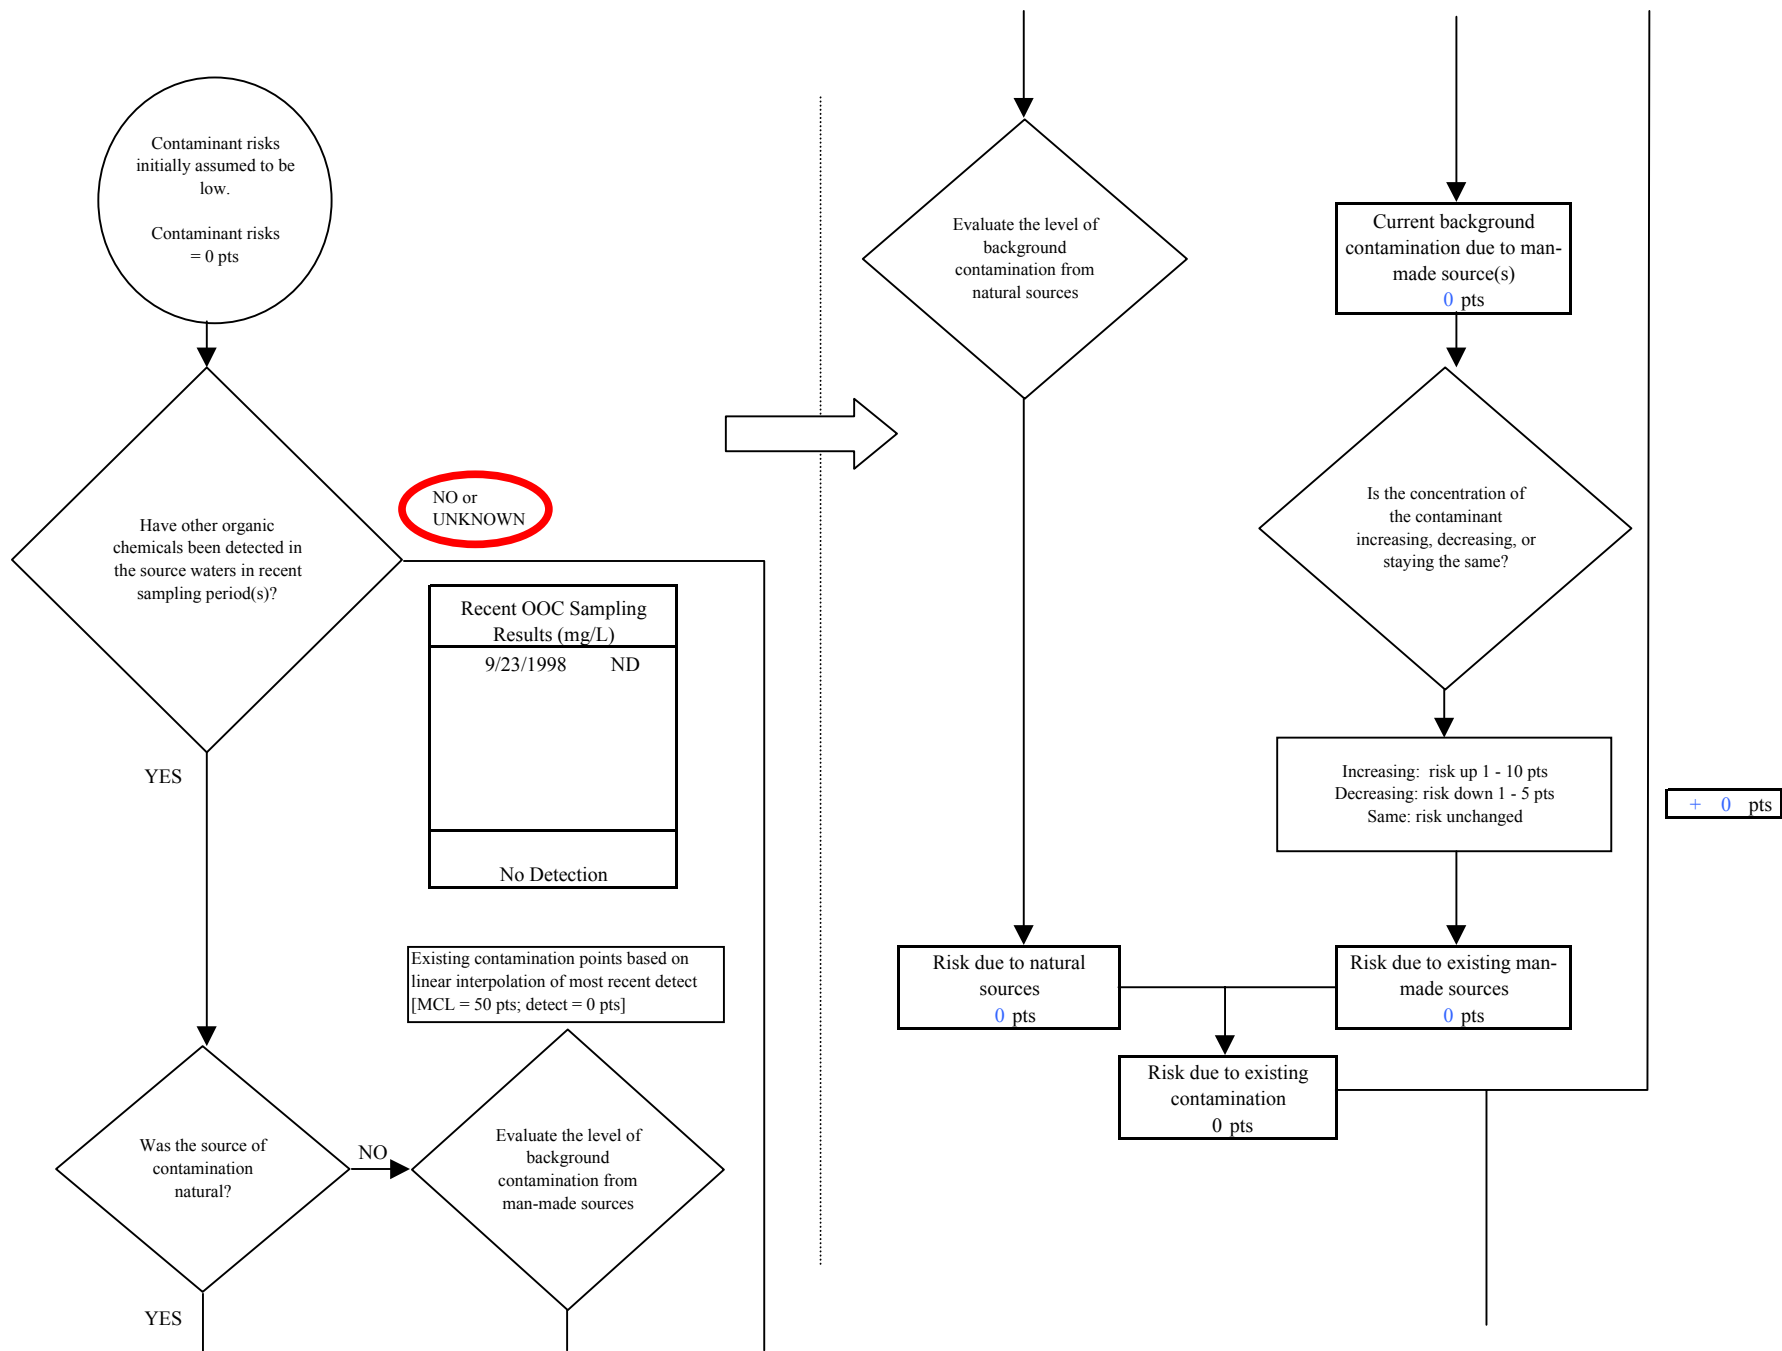 Contaminant risks
initially assumed to be
low.
Contaminant risks
= 0 pts
Have other organic
chemicals been detected in
the source waters in recent
sampling period(s)?
NO or
UNKNOWN
Recent OOC Sampling
Results (mg/L)
9/23/1998 ND
No Detection
YES
Existing contamination points based on
linear interpolation of most recent detect
[MCL = 50 pts; detect = 0 pts]
Was the source of
contamination
natural?
NO
Evaluate the level of
background
contamination from
man-made sources
YES
Evaluate the level of
background
contamination from
natural sources
Current background
contamination due to man-
made source(s)
0 pts
Is the concentration of
the contaminant
increasing, decreasing, or
staying the same?
Increasing: risk up 1 - 10 pts
Decreasing: risk down 1 - 5 pts
Same: risk unchanged
+ 0 pts
Risk due to natural
sources
0 pts
Risk due to existing man-
made sources
0 pts
Risk due to existing
contamination
0 pts